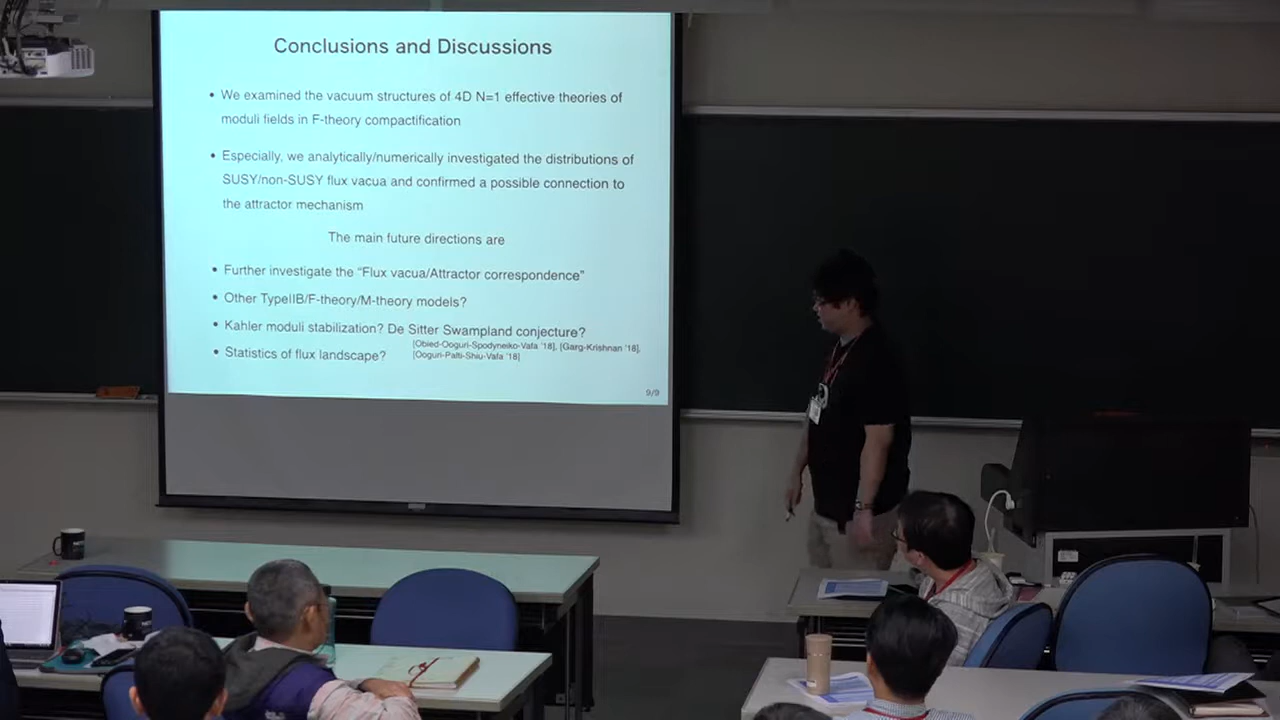 Conclusions and Discussions
• We examined the vacuum structures of 4D N=1 effective theories of
moduli fields in F-theory compactification
• Especially, we analytically/numerically investigated the distributions of
SUSY/non-SUSY flux vacua and confirmed a possible connection to
the attractor mechanism
The main future directions are
• Further investigate the "Flux vacua/Attractor correspondence"
• Other TypeIIB/F-theory/M-theory models?
• Kahler moduli stabilization? De Sitter Swampland conjecture?
[Obied-Ooguri-Spodyneiko-Vafa '18], [Garg-Krishnan '18],
[Ooguri-Palti-Shiu-Vafa '18]
• Statistics of flux landscape?
9/9